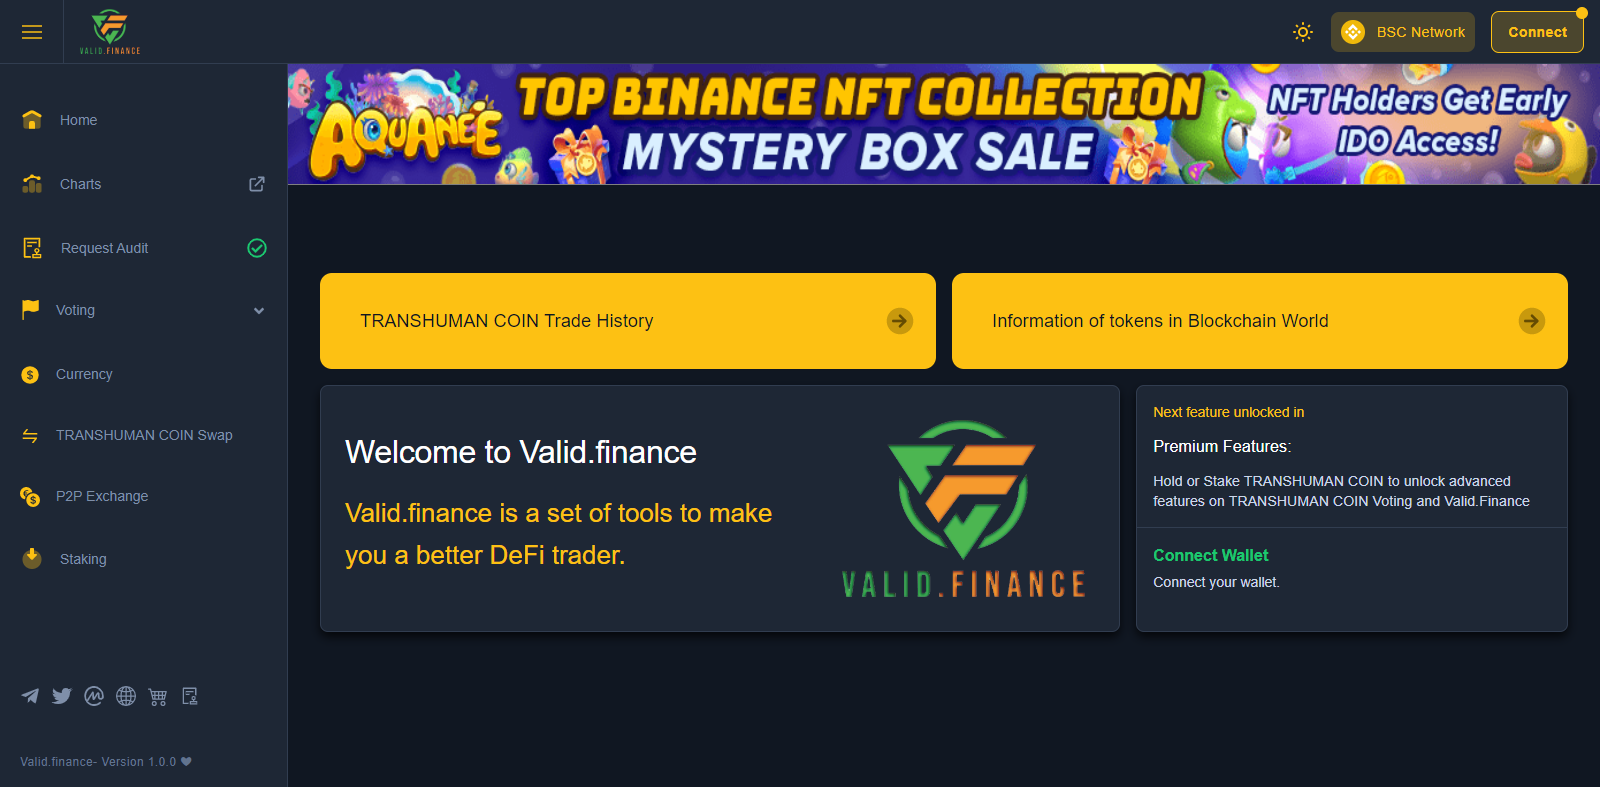 VALID.FINANCE
BSC Network
Connect
Home
Charts
Request Audit
Voting
Currency
TRANSHUMAN COIN Swap
P2P Exchange
Staking
Valid.finance- Version 1.0.0
AQUANEE
TOP BINANCE NFT COLLECTION
MYSTERY BOX SALE
NFT Holders Get Early
IDO Access!
TRANSHUMAN COIN Trade History
Information of tokens in Blockchain World
Welcome to Valid.finance
Valid.finance is a set of tools to make
you a better DeFi trader.
VALID.FINANCE
Next feature unlocked in
Premium Features:
Hold or Stake TRANSHUMAN COIN to unlock advanced
features on TRANSHUMAN COIN Voting and Valid.Finance
Connect Wallet
Connect your wallet.